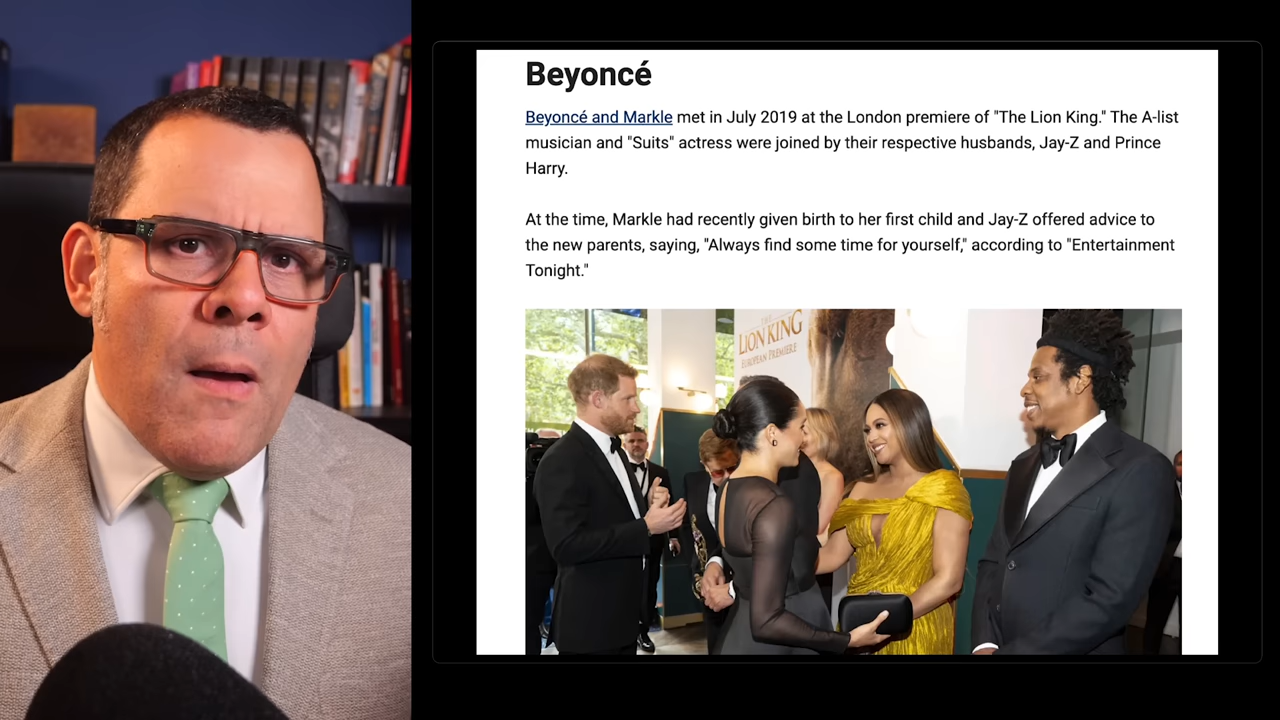 Beyoncé
Beyoncé and Markle met in July 2019 at the London premiere of "The Lion King." The A-list
musician and "Suits" actress were joined by their respective husbands, Jay-Z and Prince
Harry.
At the time, Markle had recently given birth to her first child and Jay-Z offered advice to
the new parents, saying, "Always find some time for yourself," according to "Entertainment
Tonight."
THE
LION KING
EUROPEAN PREMIERE